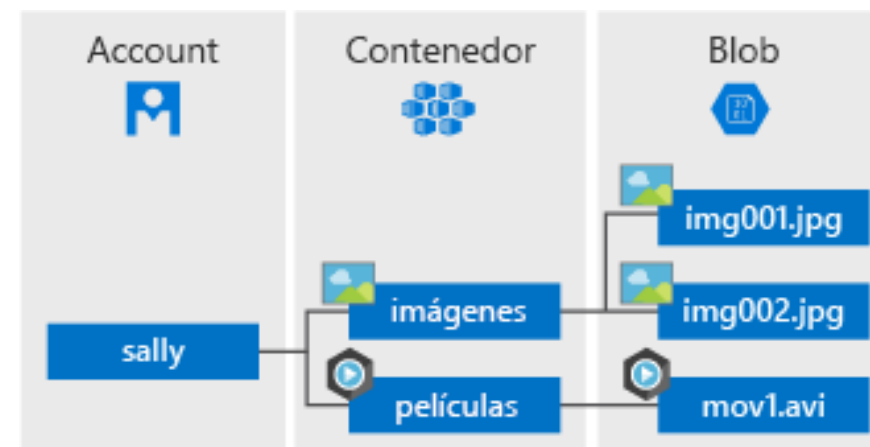 Account
Contenedor
Blob
img001.jpg
imágenes
img002.jpg
sally
películas
mov1.avi